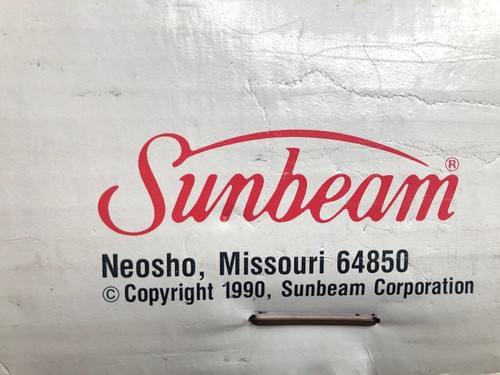 Sunbeam®
Neosho, Missouri 64850
© Copyright 1990, Sunbeam Corporation